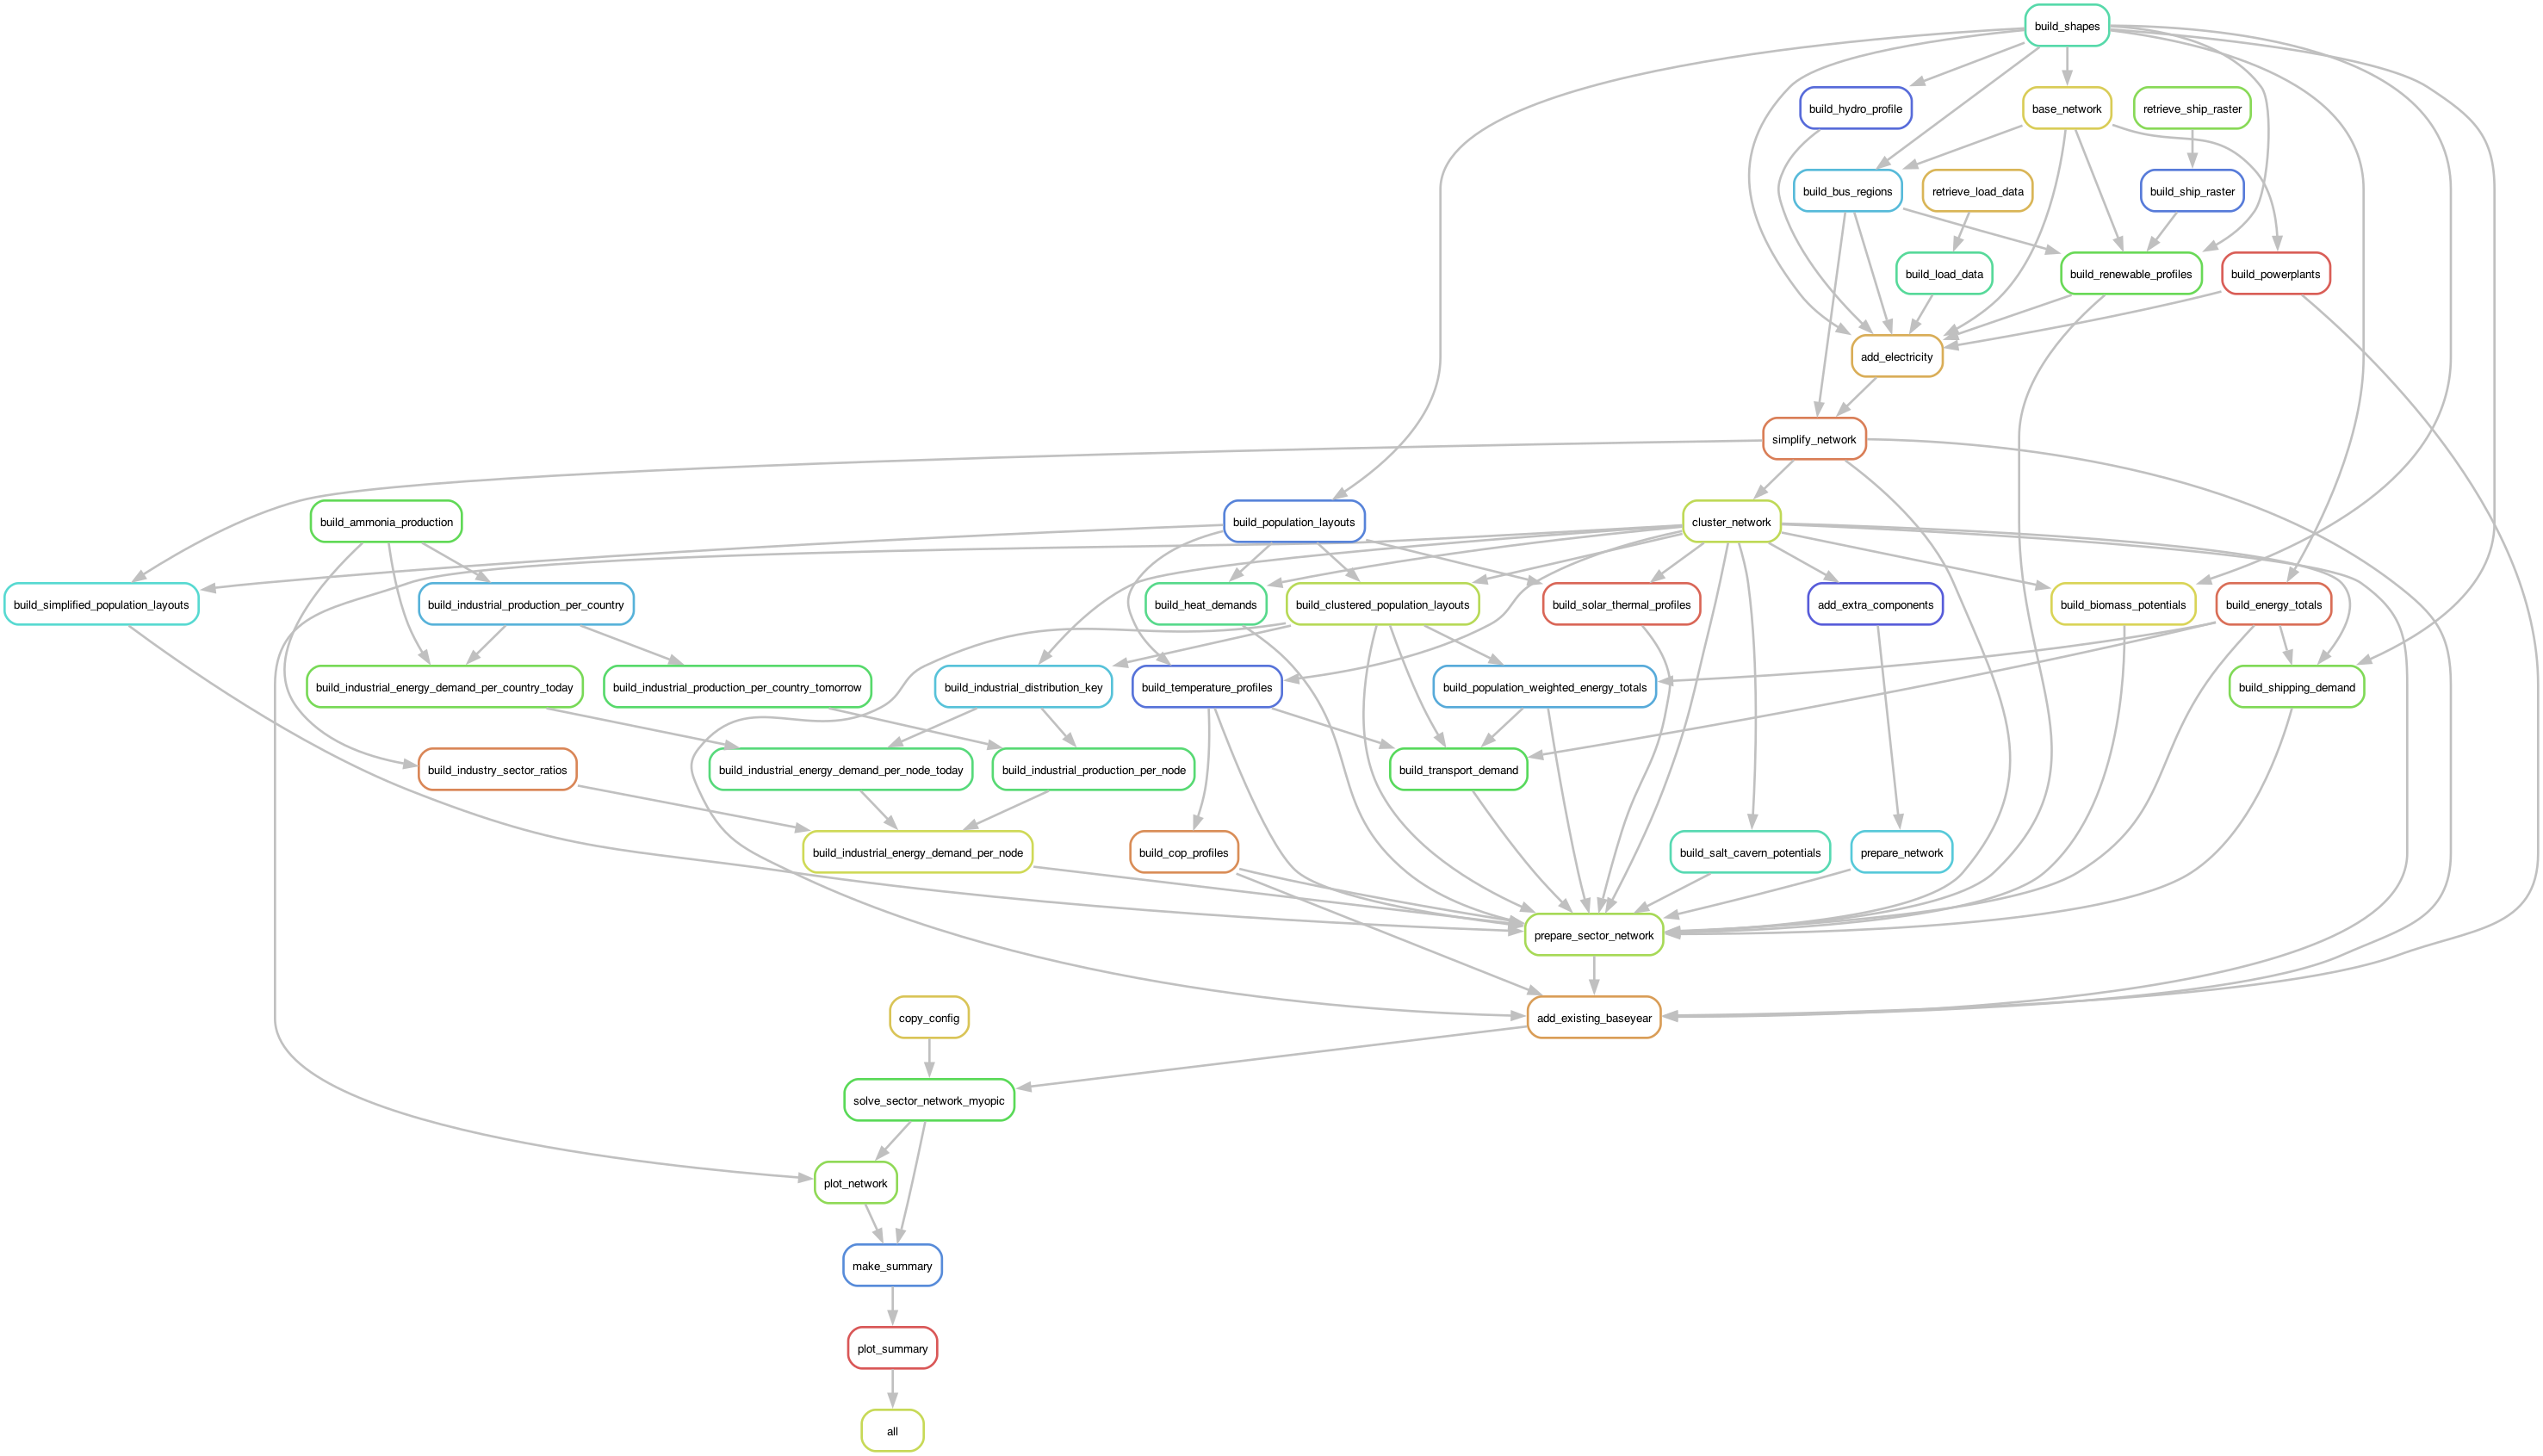 build_shapes
build_hydro_profile
base_network
retrieve_ship_raster
build_bus_regions
retrieve_load_data
build_ship_raster
build_load_data
build_renewable_profiles
build_powerplants
add_electricity
simplify_network
build_ammonia_production
build_population_layouts
cluster_network
build_simplified_population_layouts
build_industrial_production_per_country
build_heat_demands
build_clustered_population_layouts
build_solar_thermal_profiles
add_extra_components
build_biomass_potentials
build_energy_totals
build_industrial_energy_demand_per_country_today
build_industrial_production_per_country_tomorrow
build_industrial_distribution_key
build_temperature_profiles
build_population_weighted_energy_totals
build_shipping_demand
build_industry_sector_ratios
build_industrial_energy_demand_per_node_today
build_industrial_production_per_node
build_transport_demand
build_industrial_energy_demand_per_node
build_cop_profiles
build_salt_cavern_potentials
prepare_network
prepare_sector_network
copy_config
add_existing_baseyear
solve_sector_network_myopic
plot_network
make_summary
plot_summary
all